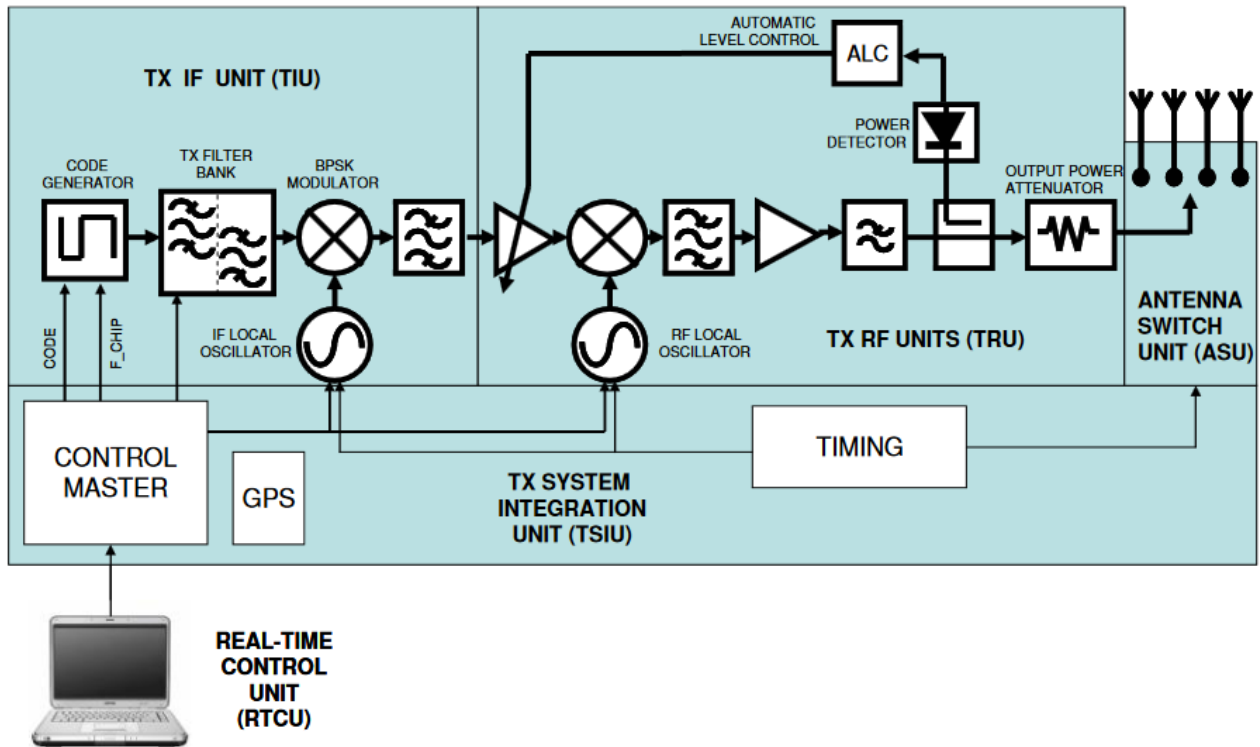 AUTOMATIC
LEVEL CONTROL
ALC
TX IF UNIT (TIU)
POWER
DETECTOR
CODE
GENERATOR
TX FILTER
BANK
BPSK
MODULATOR
OUTPUT POWER
ATTENUATOR
CODE
F_CHIP
IF LOCAL
OSCILLATOR
RF LOCAL
OSCILLATOR
TX RF UNITS (TRU)
ANTENNA
SWITCH
UNIT (ASU)
CONTROL
MASTER
GPS
TX SYSTEM
INTEGRATION
UNIT (TSIU)
TIMING
REAL-TIME
CONTROL
UNIT
(RTCU)